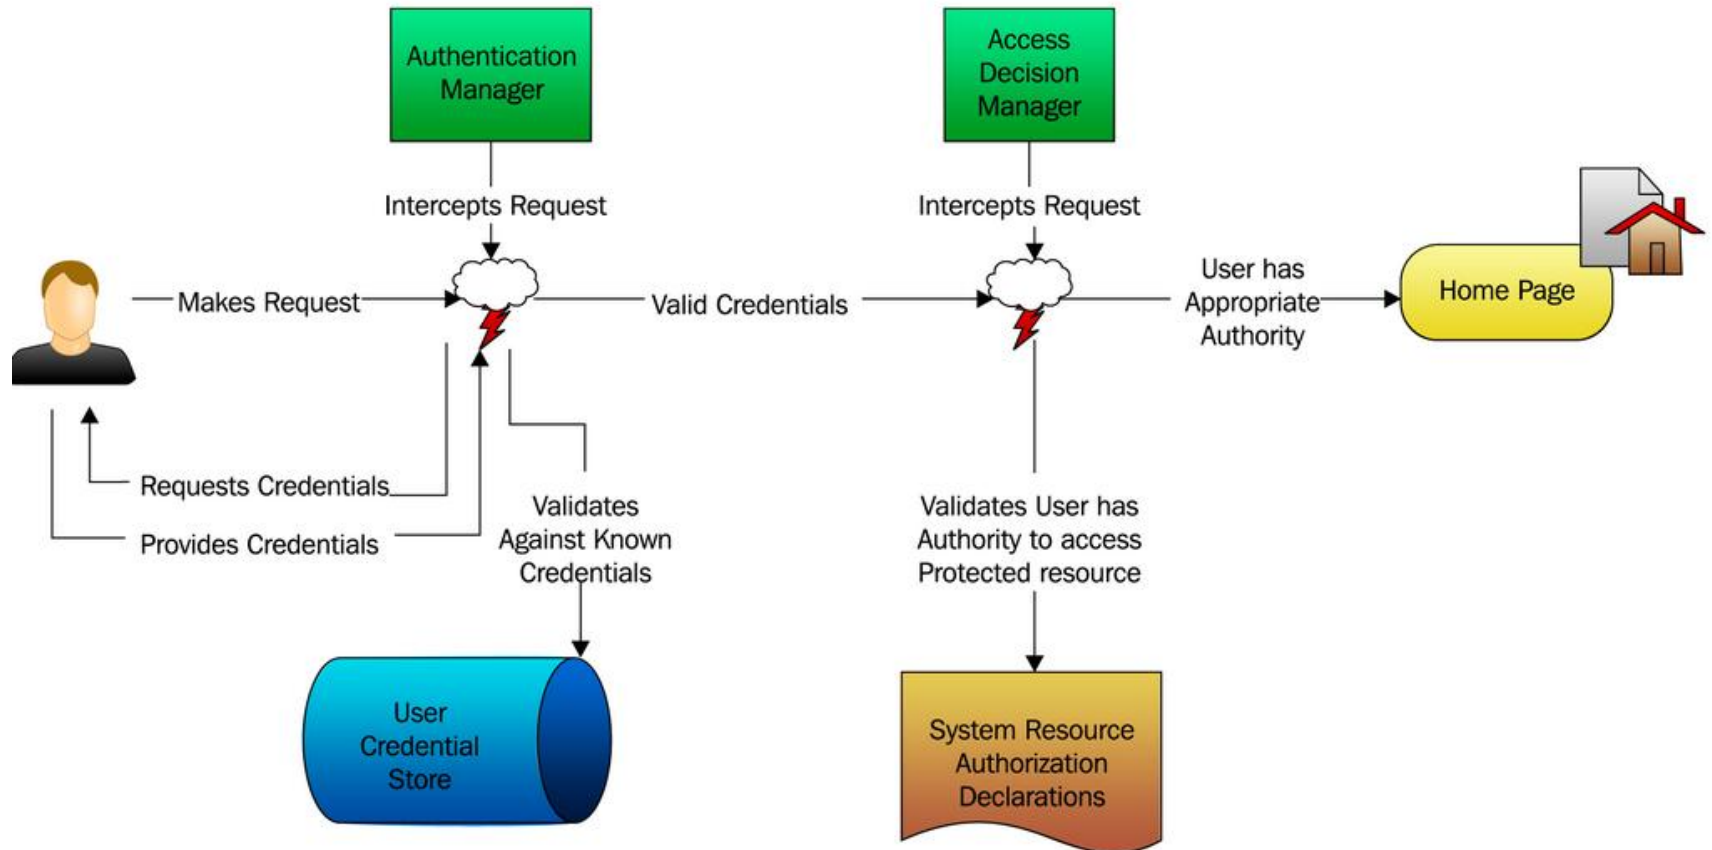 Authentication
Manager
Access
Decision
Manager
Intercepts Request
Intercepts Request
Makes Request
Valid Credentials
User has
Appropriate
Authority
Home Page
Requests Credentials
Provides Credentials
Validates
Against Known
Credentials
Validates User has
Authority to access
Protected resource
User
Credential
Store
System Resource
Authorization
Declarations